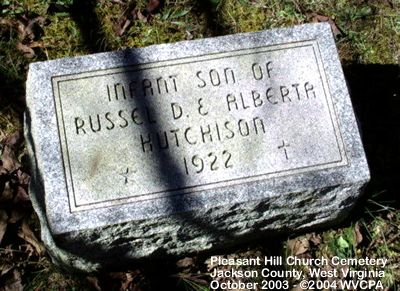 INFANT SON OF
RUSSEL D. & ALBERTA
HUTCHISON
1922
Pleasant Hill Church Cemetery
Jackson County, West Virginia
October 2003 - ©2004 WVCPA